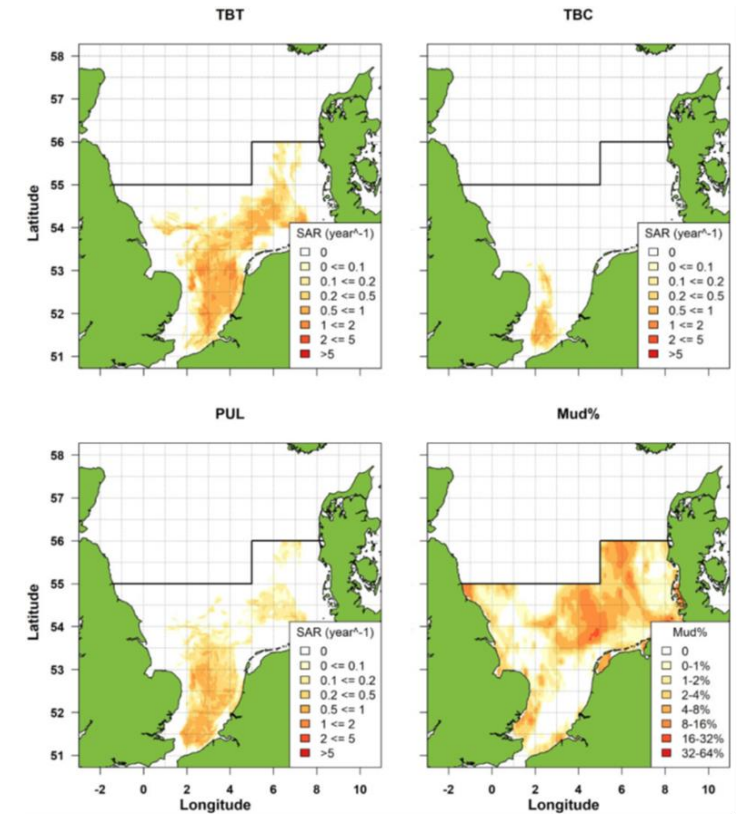 TBT
TBC
58
57
56
55
54
53
52
51
Latitude
SAR (year^-1)
0
0 <= 0.1
0.1 <= 0.2
0.2 <= 0.5
0.5 <= 1
1 <= 2
2 <= 5
>5
SAR (year^-1)
0
0 <= 0.1
0.1 <= 0.2
0.2 <= 0.5
0.5 <= 1
1 <= 2
2 <= 5
>5
PUL
Mud%
58
57
56
55
54
53
52
51
Latitude
SAR (year^-1)
0
0 <= 0.1
0.1 <= 0.2
0.2 <= 0.5
0.5 <= 1
1 <= 2
2 <= 5
>5
Mud%
0
0-1%
1-2%
2-4%
4-8%
8-16%
16-32%
32-64%
-2 0 2 4 6 8 10
Longitude
-2 0 2 4 6 8 10
Longitude